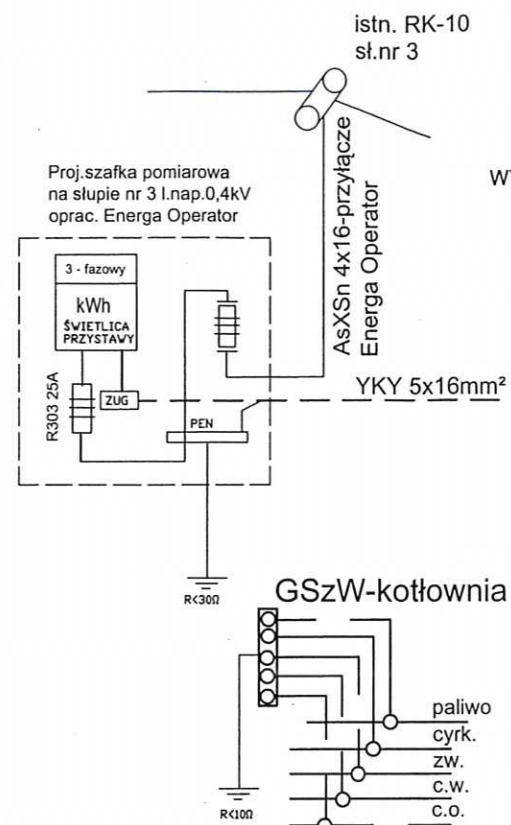 istn. RK-10
sł.nr 3
Proj.szafka pomiarowa
na słupie nr 3 l.nap.0,4kV
oprac. Energa Operator
AsXSn 4x16-przyłącze
Energa Operator
3 - fazowy
kWh
ŚWIETLICA
PRZYSTAWY
R303 25A
ZUG
PEN
YKY 5x16mm²
R<30Ω
GSzW-kotłownia
paliwo
cyrk.
zw.
c.w.
c.o.
R<10Ω